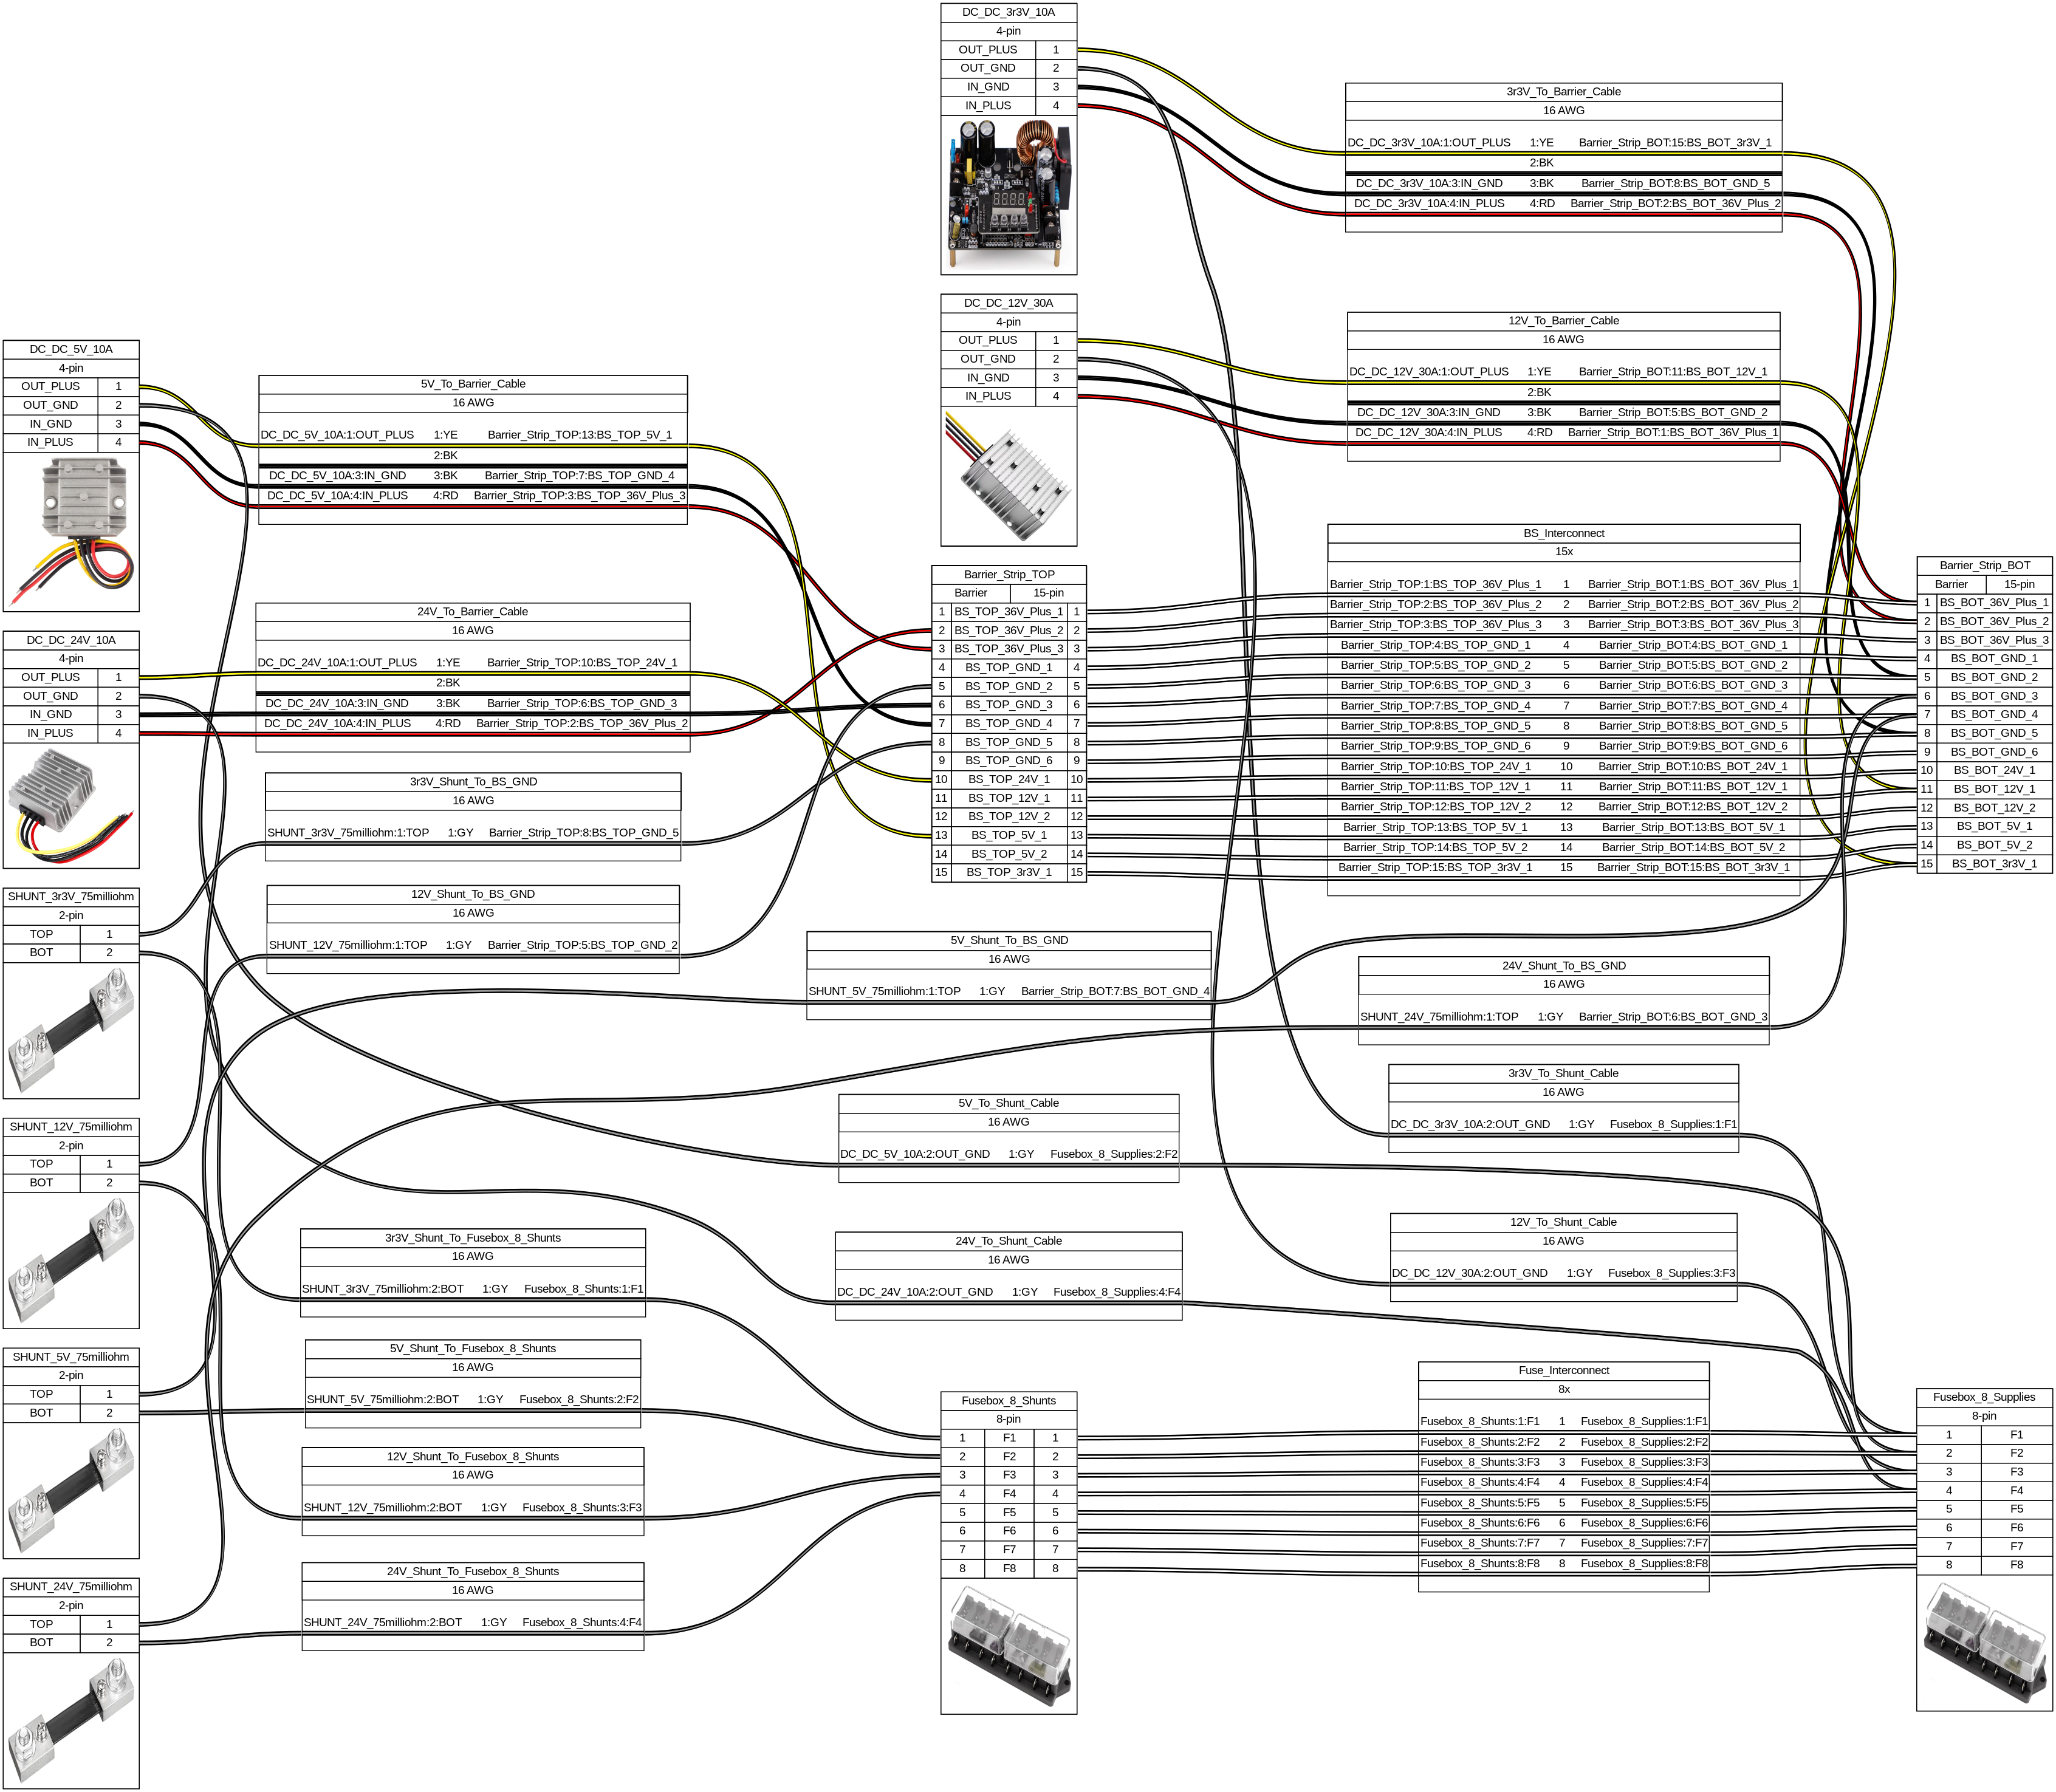 DC_DC_3r3V_10A
4-pin
OUT_PLUS 1
OUT_GND 2
IN_GND 3
IN_PLUS 4
3r3V_To_Barrier_Cable
16 AWG
DC_DC_3r3V_10A:1:OUT_PLUS 1:YE Barrier_Strip_BOT:15:BS_BOT_3r3V_1
2:BK
DC_DC_3r3V_10A:3:IN_GND 3:BK Barrier_Strip_BOT:8:BS_BOT_GND_5
DC_DC_3r3V_10A:4:IN_PLUS 4:RD Barrier_Strip_BOT:2:BS_BOT_36V_Plus_2
DC_DC_12V_30A
4-pin
OUT_PLUS 1
OUT_GND 2
IN_GND 3
IN_PLUS 4
12V_To_Barrier_Cable
16 AWG
DC_DC_12V_30A:1:OUT_PLUS 1:YE Barrier_Strip_BOT:11:BS_BOT_12V_1
2:BK
DC_DC_12V_30A:3:IN_GND 3:BK Barrier_Strip_BOT:5:BS_BOT_GND_2
DC_DC_12V_30A:4:IN_PLUS 4:RD Barrier_Strip_BOT:1:BS_BOT_36V_Plus_1
DC_DC_5V_10A
4-pin
OUT_PLUS 1
OUT_GND 2
IN_GND 3
IN_PLUS 4
5V_To_Barrier_Cable
16 AWG
DC_DC_5V_10A:1:OUT_PLUS 1:YE Barrier_Strip_TOP:13:BS_TOP_5V_1
2:BK
DC_DC_5V_10A:3:IN_GND 3:BK Barrier_Strip_TOP:7:BS_TOP_GND_4
DC_DC_5V_10A:4:IN_PLUS 4:RD Barrier_Strip_TOP:3:BS_TOP_36V_Plus_3
DC_DC_24V_10A
4-pin
OUT_PLUS 1
OUT_GND 2
IN_GND 3
IN_PLUS 4
24V_To_Barrier_Cable
16 AWG
DC_DC_24V_10A:1:OUT_PLUS 1:YE Barrier_Strip_TOP:10:BS_TOP_24V_1
2:BK
DC_DC_24V_10A:3:IN_GND 3:BK Barrier_Strip_TOP:6:BS_TOP_GND_3
DC_DC_24V_10A:4:IN_PLUS 4:RD Barrier_Strip_TOP:2:BS_TOP_36V_Plus_2
Barrier_Strip_TOP
Barrier 15-pin
1 BS_TOP_36V_Plus_1 1
2 BS_TOP_36V_Plus_2 2
3 BS_TOP_36V_Plus_3 3
4 BS_TOP_GND_1 4
5 BS_TOP_GND_2 5
6 BS_TOP_GND_3 6
7 BS_TOP_GND_4 7
8 BS_TOP_GND_5 8
9 BS_TOP_GND_6 9
10 BS_TOP_24V_1 10
11 BS_TOP_12V_1 11
12 BS_TOP_12V_2 12
13 BS_TOP_5V_1 13
14 BS_TOP_5V_2 14
15 BS_TOP_3r3V_1 15
BS_Interconnect
15x
Barrier_Strip_TOP:1:BS_TOP_36V_Plus_1 1 Barrier_Strip_BOT:1:BS_BOT_36V_Plus_1
Barrier_Strip_TOP:2:BS_TOP_36V_Plus_2 2 Barrier_Strip_BOT:2:BS_BOT_36V_Plus_2
Barrier_Strip_TOP:3:BS_TOP_36V_Plus_3 3 Barrier_Strip_BOT:3:BS_BOT_36V_Plus_3
Barrier_Strip_TOP:4:BS_TOP_GND_1 4 Barrier_Strip_BOT:4:BS_BOT_GND_1
Barrier_Strip_TOP:5:BS_TOP_GND_2 5 Barrier_Strip_BOT:5:BS_BOT_GND_2
Barrier_Strip_TOP:6:BS_TOP_GND_3 6 Barrier_Strip_BOT:6:BS_BOT_GND_3
Barrier_Strip_TOP:7:BS_TOP_GND_4 7 Barrier_Strip_BOT:7:BS_BOT_GND_4
Barrier_Strip_TOP:8:BS_TOP_GND_5 8 Barrier_Strip_BOT:8:BS_BOT_GND_5
Barrier_Strip_TOP:9:BS_TOP_GND_6 9 Barrier_Strip_BOT:9:BS_BOT_GND_6
Barrier_Strip_TOP:10:BS_TOP_24V_1 10 Barrier_Strip_BOT:10:BS_BOT_24V_1
Barrier_Strip_TOP:11:BS_TOP_12V_1 11 Barrier_Strip_BOT:11:BS_BOT_12V_1
Barrier_Strip_TOP:12:BS_TOP_12V_2 12 Barrier_Strip_BOT:12:BS_BOT_12V_2
Barrier_Strip_TOP:13:BS_TOP_5V_1 13 Barrier_Strip_BOT:13:BS_BOT_5V_1
Barrier_Strip_TOP:14:BS_TOP_5V_2 14 Barrier_Strip_BOT:14:BS_BOT_5V_2
Barrier_Strip_TOP:15:BS_TOP_3r3V_1 15 Barrier_Strip_BOT:15:BS_BOT_3r3V_1
Barrier_Strip_BOT
Barrier 15-pin
1 BS_BOT_36V_Plus_1
2 BS_BOT_36V_Plus_2
3 BS_BOT_36V_Plus_3
4 BS_BOT_GND_1
5 BS_BOT_GND_2
6 BS_BOT_GND_3
7 BS_BOT_GND_4
8 BS_BOT_GND_5
9 BS_BOT_GND_6
10 BS_BOT_24V_1
11 BS_BOT_12V_1
12 BS_BOT_12V_2
13 BS_BOT_5V_1
14 BS_BOT_5V_2
15 BS_BOT_3r3V_1
3r3V_Shunt_To_BS_GND
16 AWG
SHUNT_3r3V_75milliohm:1:TOP 1:GY Barrier_Strip_TOP:8:BS_TOP_GND_5
SHUNT_3r3V_75milliohm
2-pin
TOP 1
BOT 2
12V_Shunt_To_BS_GND
16 AWG
SHUNT_12V_75milliohm:1:TOP 1:GY Barrier_Strip_TOP:5:BS_TOP_GND_2
5V_Shunt_To_BS_GND
16 AWG
SHUNT_5V_75milliohm:1:TOP 1:GY Barrier_Strip_BOT:7:BS_BOT_GND_4
24V_Shunt_To_BS_GND
16 AWG
SHUNT_24V_75milliohm:1:TOP 1:GY Barrier_Strip_BOT:6:BS_BOT_GND_3
3r3V_To_Shunt_Cable
16 AWG
DC_DC_3r3V_10A:2:OUT_GND 1:GY Fusebox_8_Supplies:1:F1
5V_To_Shunt_Cable
16 AWG
DC_DC_5V_10A:2:OUT_GND 1:GY Fusebox_8_Supplies:2:F2
SHUNT_12V_75milliohm
2-pin
TOP 1
BOT 2
12V_To_Shunt_Cable
16 AWG
DC_DC_12V_30A:2:OUT_GND 1:GY Fusebox_8_Supplies:3:F3
3r3V_Shunt_To_Fusebox_8_Shunts
16 AWG
SHUNT_3r3V_75milliohm:2:BOT 1:GY Fusebox_8_Shunts:1:F1
24V_To_Shunt_Cable
16 AWG
DC_DC_24V_10A:2:OUT_GND 1:GY Fusebox_8_Supplies:4:F4
SHUNT_5V_75milliohm
2-pin
TOP 1
BOT 2
5V_Shunt_To_Fusebox_8_Shunts
16 AWG
SHUNT_5V_75milliohm:2:BOT 1:GY Fusebox_8_Shunts:2:F2
12V_Shunt_To_Fusebox_8_Shunts
16 AWG
SHUNT_12V_75milliohm:2:BOT 1:GY Fusebox_8_Shunts:3:F3
SHUNT_24V_75milliohm
2-pin
TOP 1
BOT 2
24V_Shunt_To_Fusebox_8_Shunts
16 AWG
SHUNT_24V_75milliohm:2:BOT 1:GY Fusebox_8_Shunts:4:F4
Fusebox_8_Shunts
8-pin
1 F1 1
2 F2 2
3 F3 3
4 F4 4
5 F5 5
6 F6 6
7 F7 7
8 F8 8
Fuse_Interconnect
8x
Fusebox_8_Shunts:1:F1 1 Fusebox_8_Supplies:1:F1
Fusebox_8_Shunts:2:F2 2 Fusebox_8_Supplies:2:F2
Fusebox_8_Shunts:3:F3 3 Fusebox_8_Supplies:3:F3
Fusebox_8_Shunts:4:F4 4 Fusebox_8_Supplies:4:F4
Fusebox_8_Shunts:5:F5 5 Fusebox_8_Supplies:5:F5
Fusebox_8_Shunts:6:F6 6 Fusebox_8_Supplies:6:F6
Fusebox_8_Shunts:7:F7 7 Fusebox_8_Supplies:7:F7
Fusebox_8_Shunts:8:F8 8 Fusebox_8_Supplies:8:F8
Fusebox_8_Supplies
8-pin
1 F1
2 F2
3 F3
4 F4
5 F5
6 F6
7 F7
8 F8